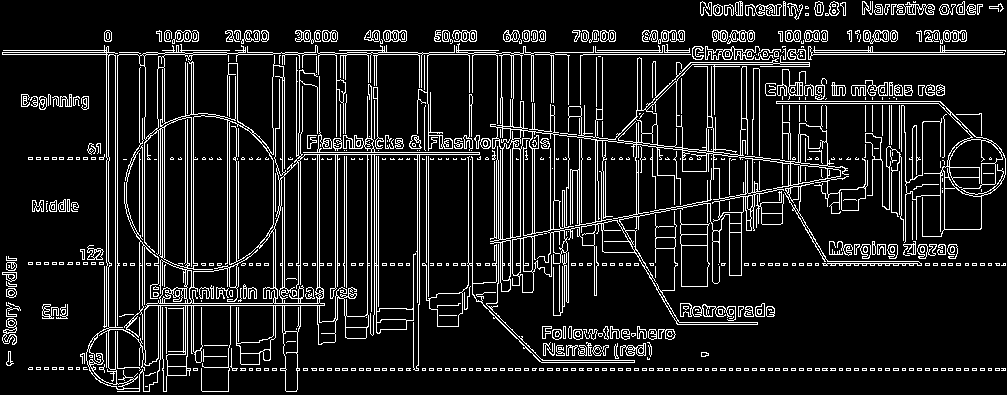 Nonlinearity: 0.81 Narrative order →
0 10,000 20,000 30,000 40,000 50,000 60,000 70,000 80,000 90,000 100,000 110,000 120,000
Chronological
Beginning
Ending in medias res
Flashbacks & Flashforwards
61
Middle
Merging zigzag
122
Beginning in medias res
End
Retrograde
← Story order
Follow-the-hero
Narrator (red)
183